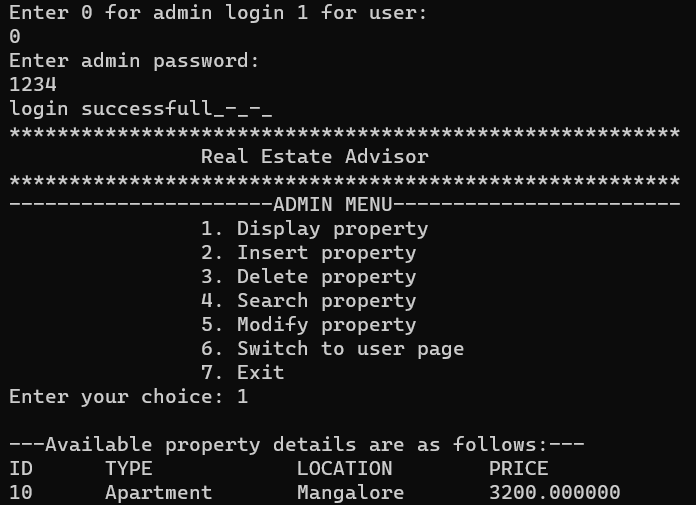 Enter 0 for admin login 1 for user:
0
Enter admin password:
1234
login successfull_-_-_
********************************************************
Real Estate Advisor
********************************************************
----------------------ADMIN MENU------------------------
1. Display property
2. Insert property
3. Delete property
4. Search property
5. Modify property
6. Switch to user page
7. Exit
Enter your choice: 1
---Available property details are as follows:---
ID TYPE LOCATION PRICE
10 Apartment Mangalore 3200.000000